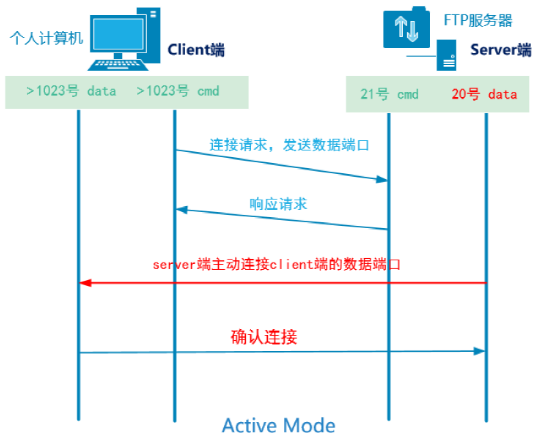 个人计算机
Client端
FTP服务器
Server端
>1023号 data
>1023号 cmd
21号 cmd
20号 data
连接请求，发送数据端口
响应请求
server端主动连接client端的数据端口
确认连接
Active Mode